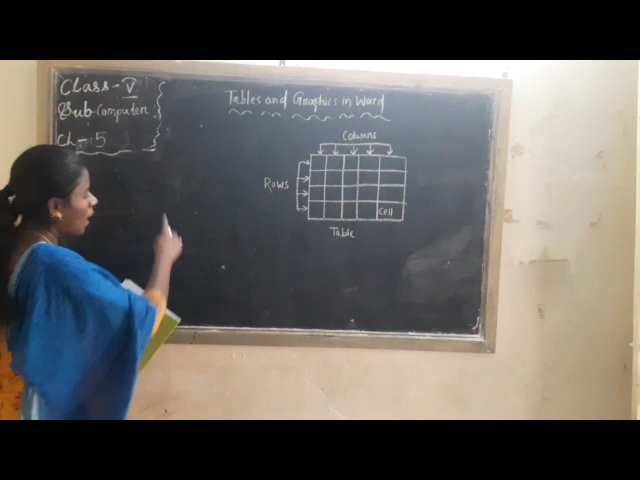 Class - V
Sub- Computer
Ch - 5
Tables and Graphics in Word
Columns
Rows
Cell
Table